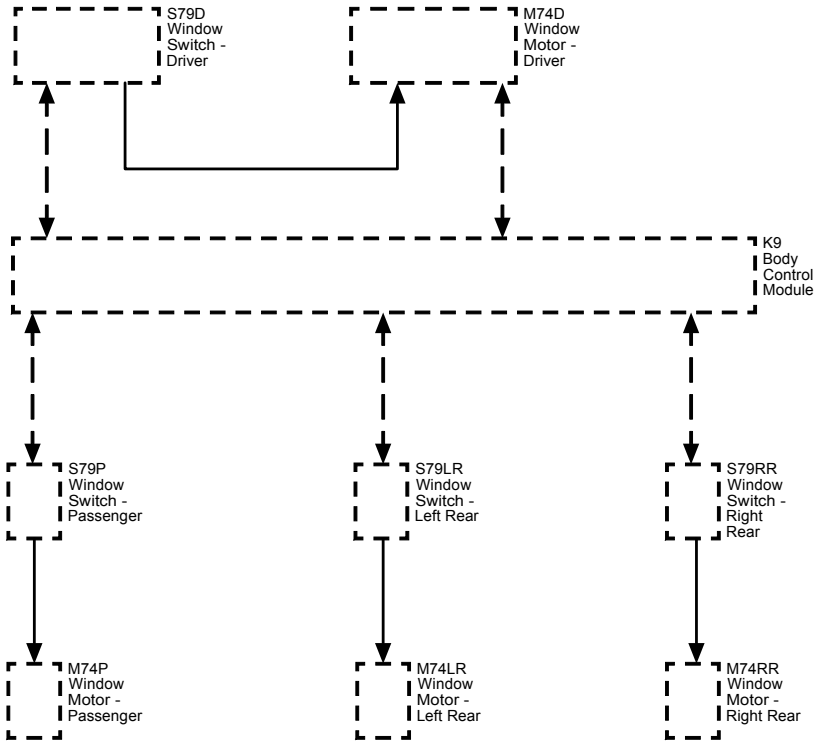 S79D
Window
Switch -
Driver
M74D
Window
Motor -
Driver
K9
Body
Control
Module
S79P
Window
Switch -
Passenger
S79LR
Window
Switch -
Left Rear
S79RR
Window
Switch -
Right
Rear
M74P
Window
Motor -
Passenger
M74LR
Window
Motor -
Left Rear
M74RR
Window
Motor -
Right Rear